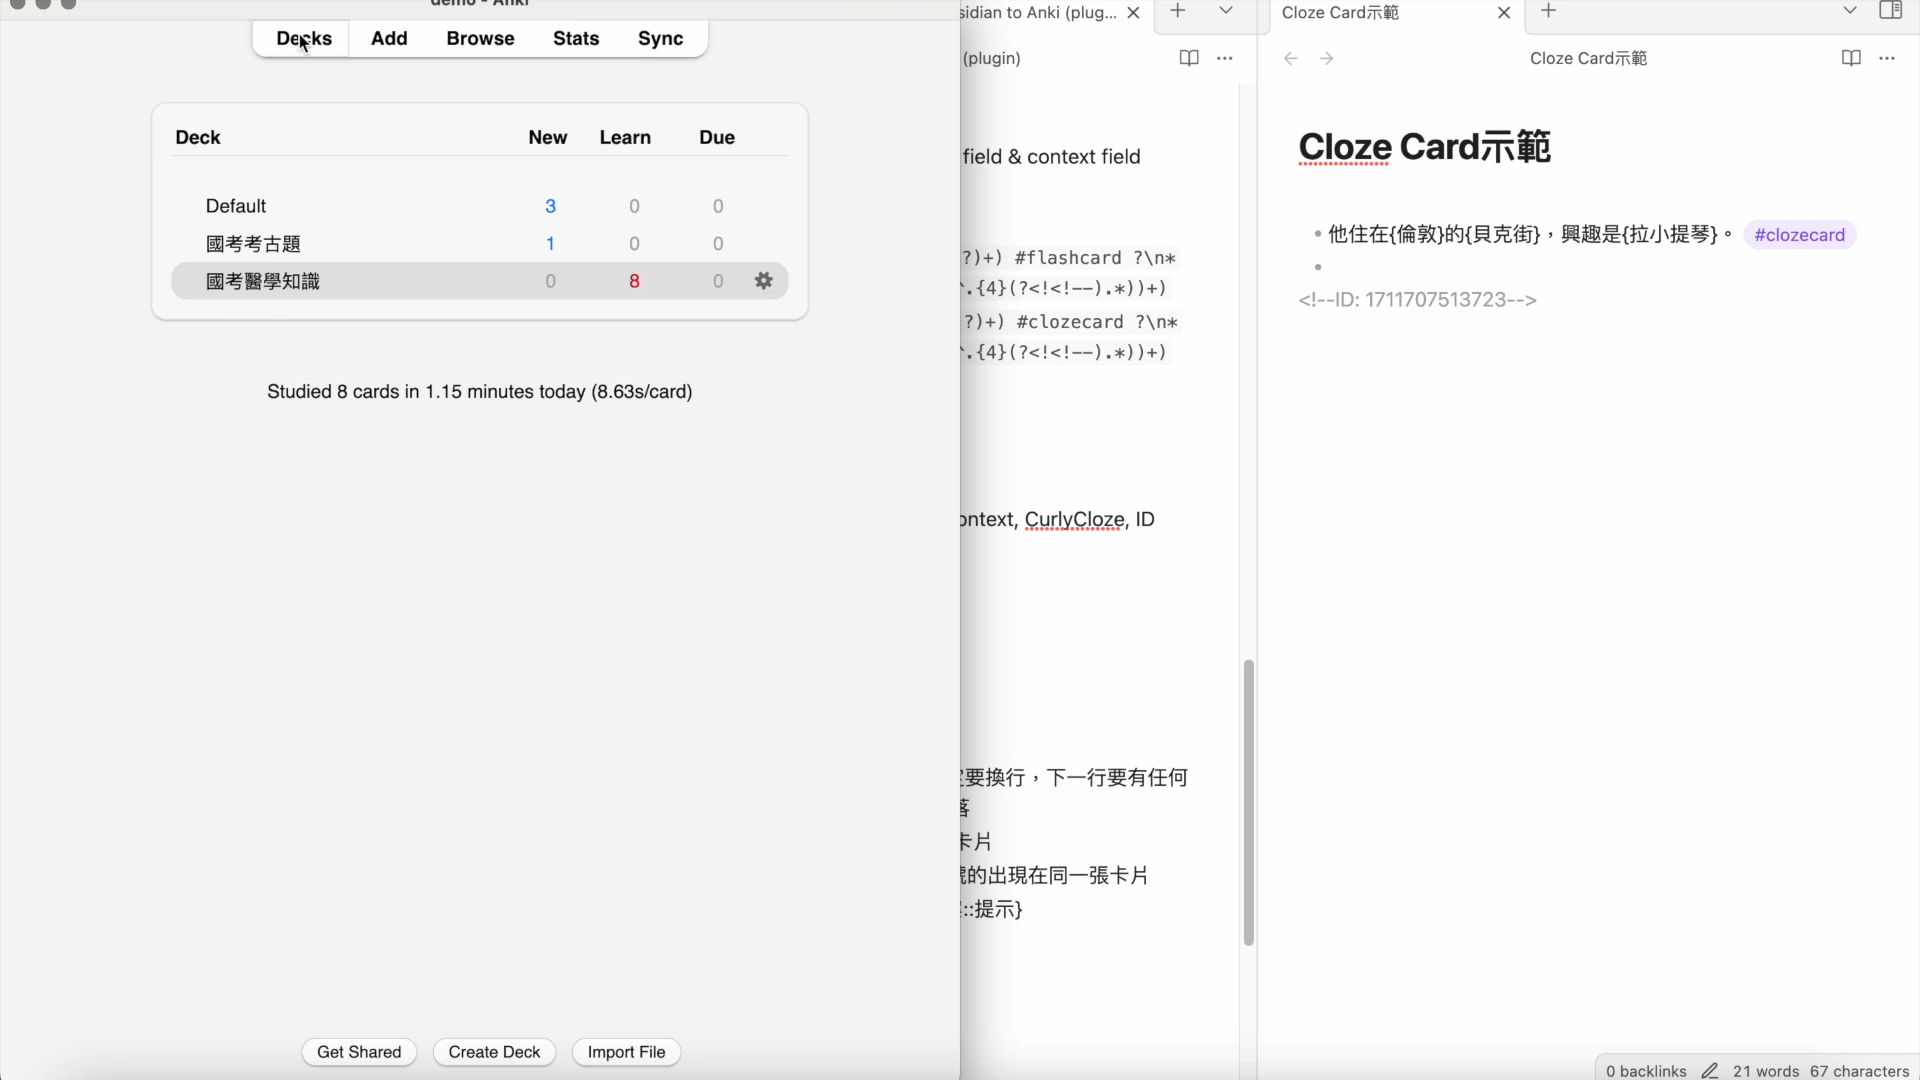 Decks Add Browse Stats Sync
Deck New Learn Due
Default 3 0 0
國考考古題 1 0 0
國考醫學知識 0 8 0
Studied 8 cards in 1.15 minutes today (8.63s/card)
Get Shared Create Deck Import File
sidian to Anki (plug...
(plugin)
field & context field
?)+) #flashcard ?\n*
.{4}(?<!<!--).*))+)
?)+) #clozecard ?\n*
.{4}(?<!<!--).*))+)
ontext, CurlyCloze, ID
要換行，下一行要有任何
落
卡片
的出現在同一張卡片
::提示}
Cloze Card示範
Cloze Card示範
Cloze Card示範
他住在{倫敦}的{貝克街}，興趣是{拉小提琴}。 #clozecard
<!--ID: 1711707513723-->
0 backlinks 21 words 67 characters